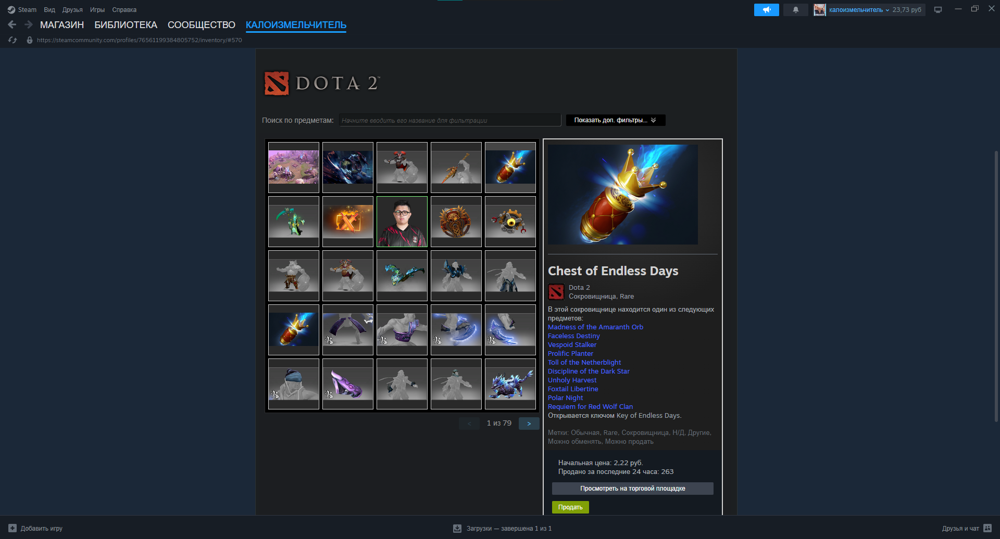 Steam Вид Друзья Игры Справка
калоизмельчитель 23,73 руб
МАГАЗИН БИБЛИОТЕКА СООБЩЕСТВО КАЛОИЗМЕЛЬЧИТЕЛЬ
https://steamcommunity.com/profiles/76561199384805752/inventory/#570
DOTA 2™
Поиск по предметам: Начните вводить его название для фильтрации Показать доп. фильтры...
Chest of Endless Days
Dota 2
Сокровищница, Rare
В этой сокровищнице находится один из следующих
предметов:
Madness of the Amaranth Orb
Faceless Destiny
Vespoid Stalker
Prolific Planter
Toll of the Netherblight
Discipline of the Dark Star
Unholy Harvest
Foxtail Libertine
Polar Night
Requiem for Red Wolf Clan
Открывается ключом Key of Endless Days.
< 1 из 79 >
Метки: Обычная, Rare, Сокровищница, Н/Д, Другие,
Можно обменять, Можно продать
Начальная цена: 2,22 руб.
Продано за последние 24 часа: 263
Просмотреть на торговой площадке
Продать
Добавить игру
Загрузки — завершена 1 из 1
Друзья и чат